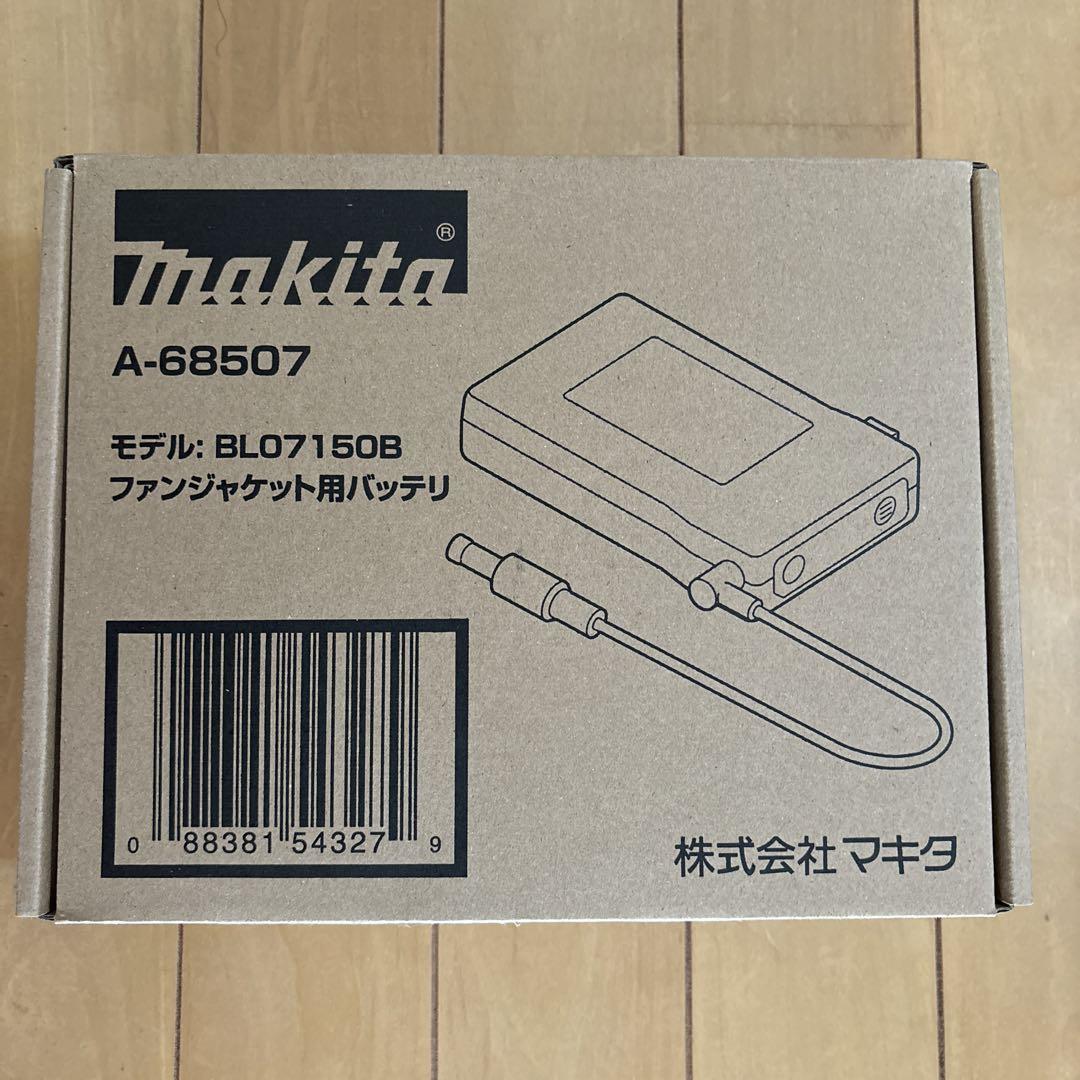 makita®
A-68507
モデル: BL07150B
ファンジャケット用バッテリ
0 88381 54327 9
株式会社 マキタ